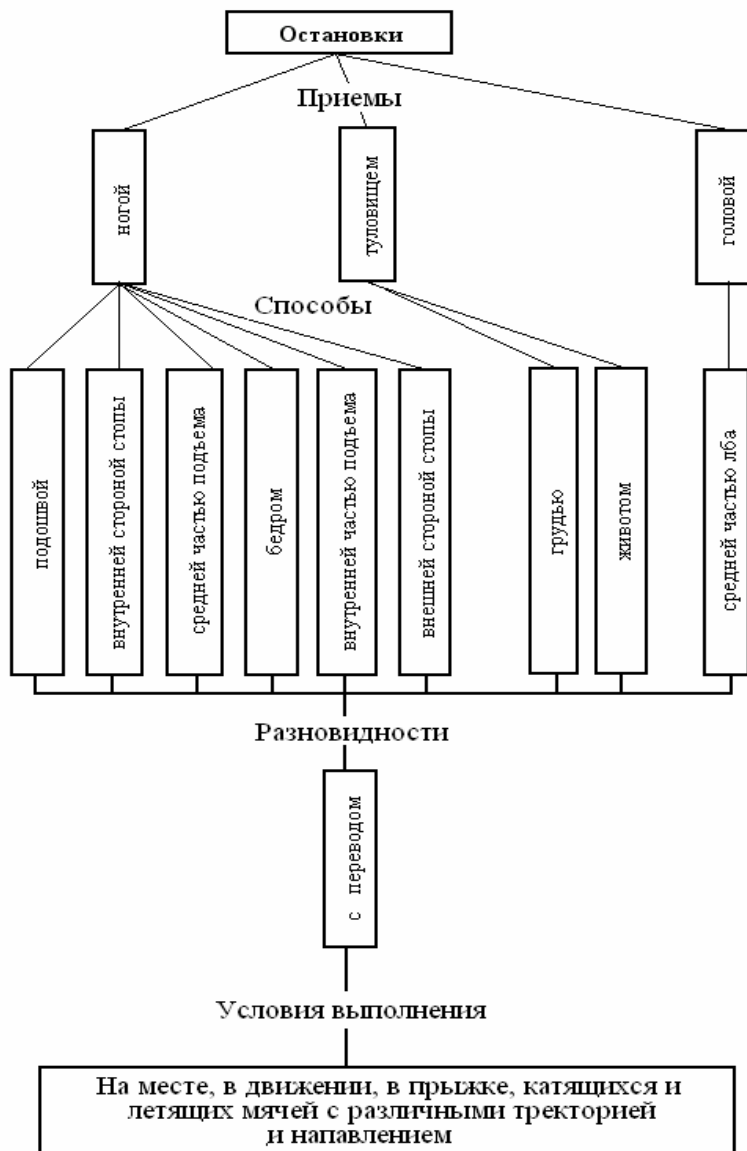 Остановки
Приемы
ногой
туловищем
головой
Способы
подошвой
внутренней стороной стопы
средней частью подъема
бедром
внутренней частью подъема
внешней стороной стопы
грудью
животом
средней частью лба
Разновидности
с переводом
Условия выполнения
На месте, в движении, в прыжке, катящихся и
летящих мячей с различными тректорией
и напавлением